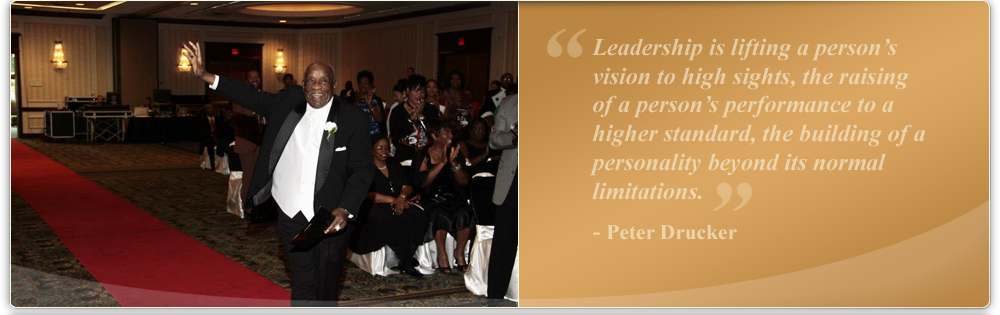 “ Leadership is lifting a person’s
vision to high sights, the raising
of a person’s performance to a
higher standard, the building of a
personality beyond its normal
limitations. ”
- Peter Drucker